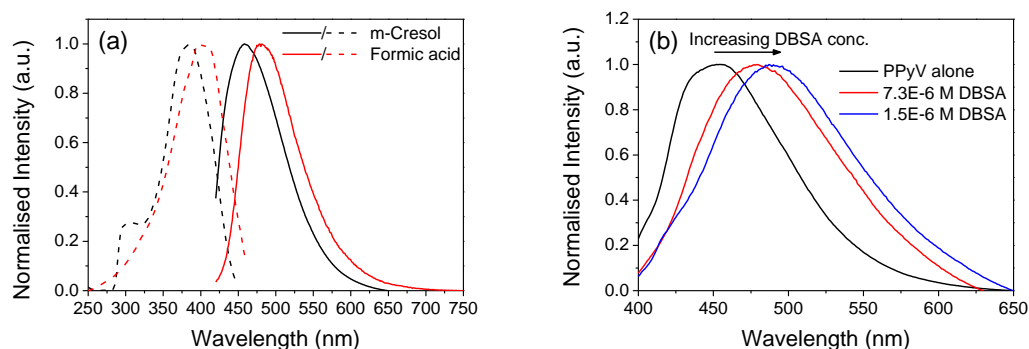 (a)
m-Cresol
Formic acid
Normalised Intensity (a.u.)
1.0
0.8
0.6
0.4
0.2
0.0
250 300 350 400 450 500 550 600 650 700 750
Wavelength (nm)
(b)
Increasing DBSA conc.
PPyV alone
7.3E-6 M DBSA
1.5E-6 M DBSA
Normalised Intensity (a.u.)
1.2
1.0
0.8
0.6
0.4
0.2
0.0
400 450 500 550 600 650
Wavelength (nm)